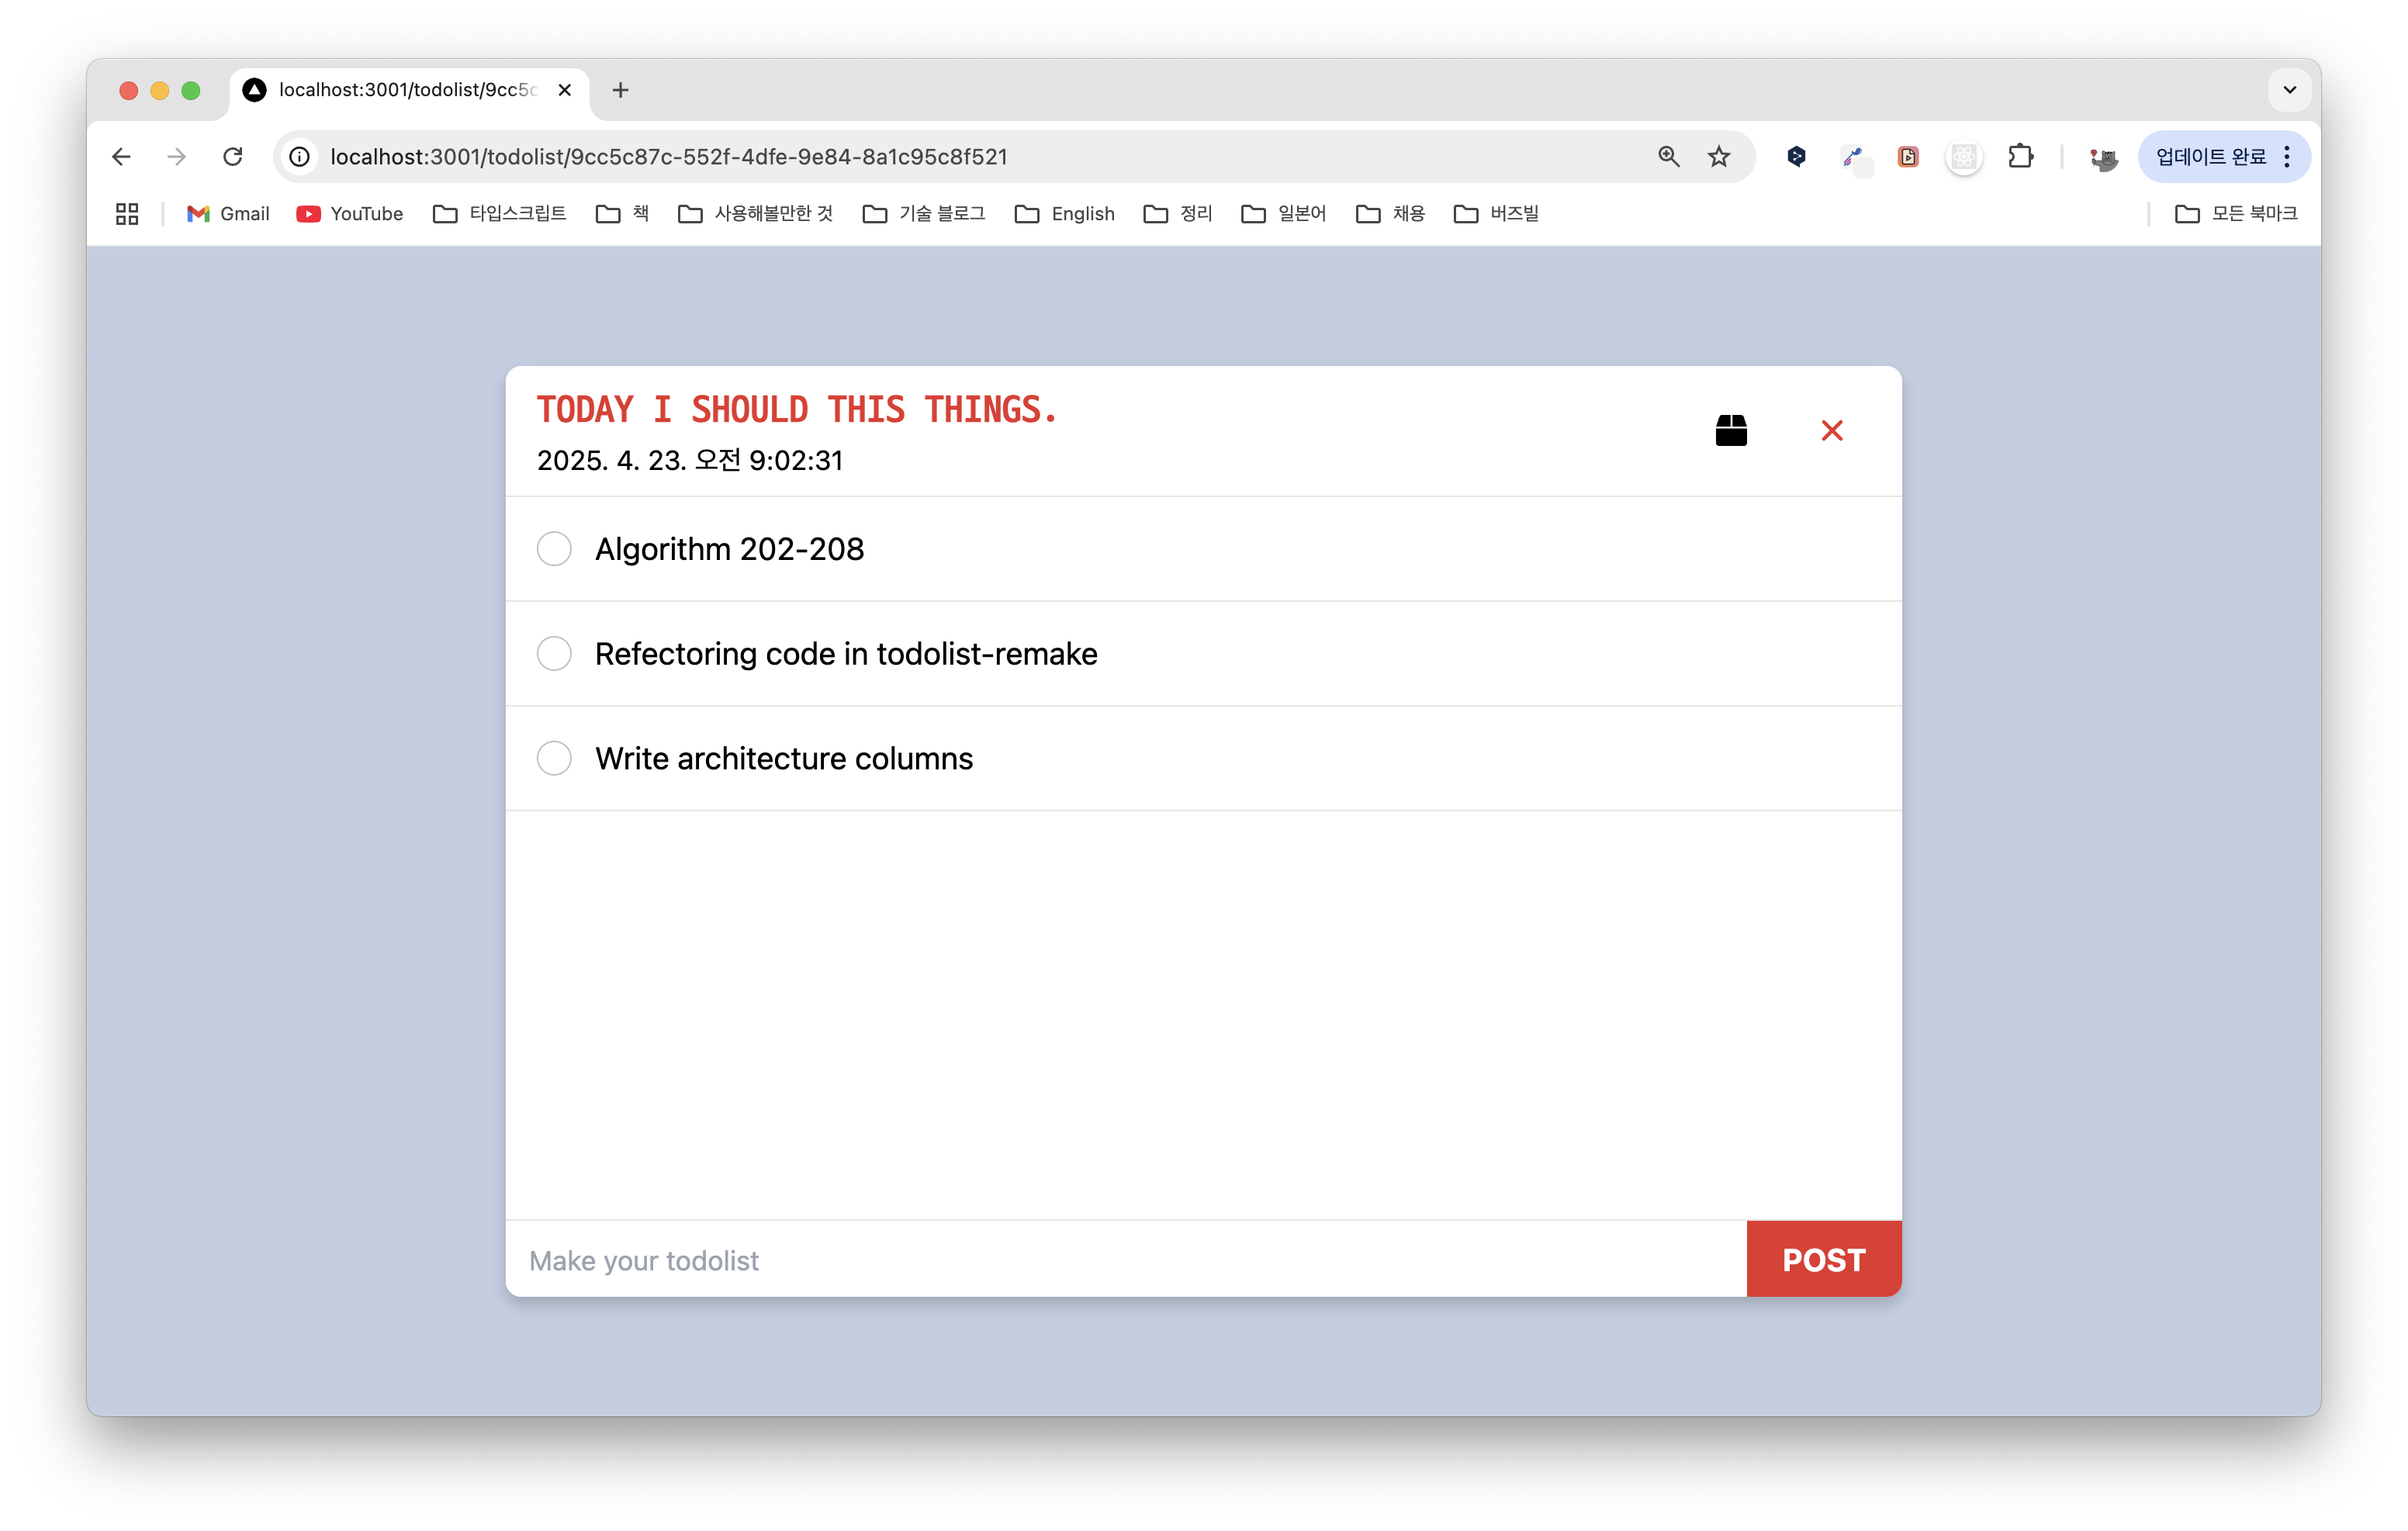 localhost:3001/todolist/9cc5c
localhost:3001/todolist/9cc5c87c-552f-4dfe-9e84-8a1c95c8f521
업데이트 완료
Gmail YouTube 타입스크립트 책 사용해볼만한 것 기술 블로그 English 정리 일본어 채용 버즈빌 모든 북마크
TODAY I SHOULD THIS THINGS.
2025. 4. 23. 오전 9:02:31
Algorithm 202-208
Refectoring code in todolist-remake
Write architecture columns
Make your todolist
POST